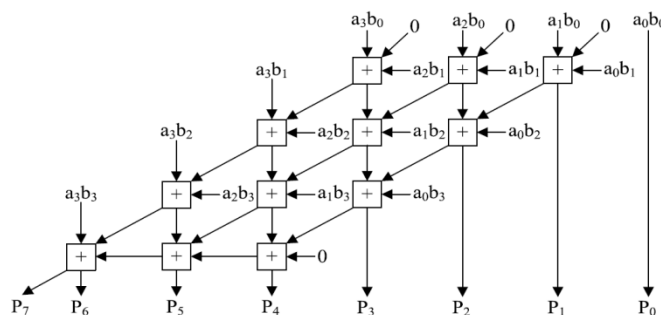 a₃b₀ 0 a₂b₀ 0 a₁b₀ 0 a₀b₀
a₃b₁ + a₂b₁ + a₁b₁ + a₀b₁
a₃b₂ + a₂b₂ + a₁b₂ + a₀b₂
a₃b₃ + a₂b₃ + a₁b₃ + a₀b₃
+ + + 0
P₇ P₆ P₅ P₄ P₃ P₂ P₁ P₀